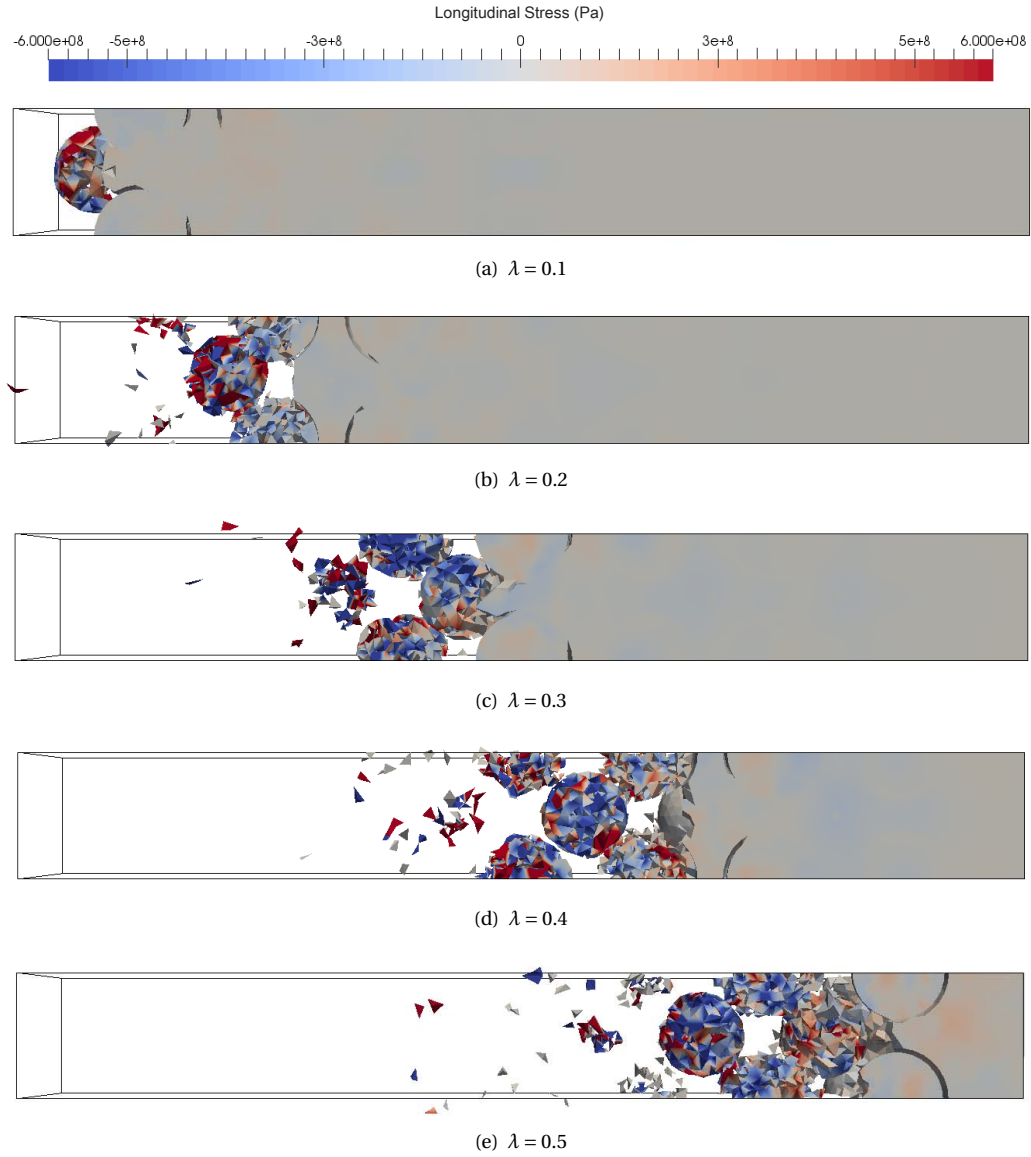 Longitudinal Stress (Pa)
-6.000e+08 -5e+8 -3e+8 0 3e+8 5e+8 6.000e+08
(a) λ = 0.1
(b) λ = 0.2
(c) λ = 0.3
(d) λ = 0.4
(e) λ = 0.5